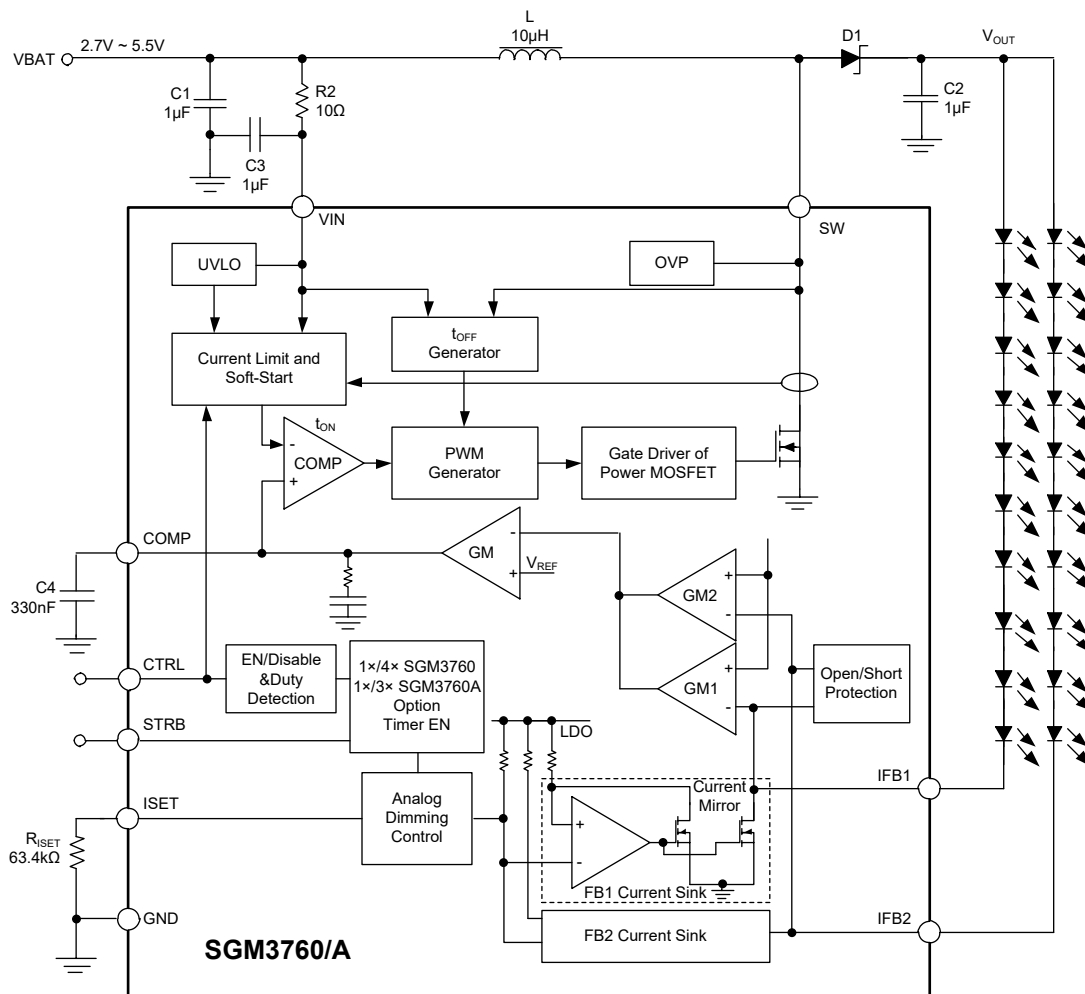 L
10µH
D1
VOUT
VBAT
2.7V ~ 5.5V
C1
1µF
R2
10Ω
C2
1µF
C3
1µF
VIN
SW
UVLO
OVP
tOFF
Generator
Current Limit and
Soft-Start
tON
-
COMP
+
PWM
Generator
Gate Driver of
Power MOSFET
COMP
GM
-
+
VREF
C4
330nF
+
GM2
-
+
GM1
-
Open/Short
Protection
CTRL
EN/Disable
&Duty
Detection
1×/4× SGM3760
1×/3× SGM3760A
Option
Timer EN
STRB
LDO
ISET
Analog
Dimming
Control
Current
Mirror
+
-
FB1 Current Sink
IFB1
RISET
63.4kΩ
GND
FB2 Current Sink
IFB2
SGM3760/A